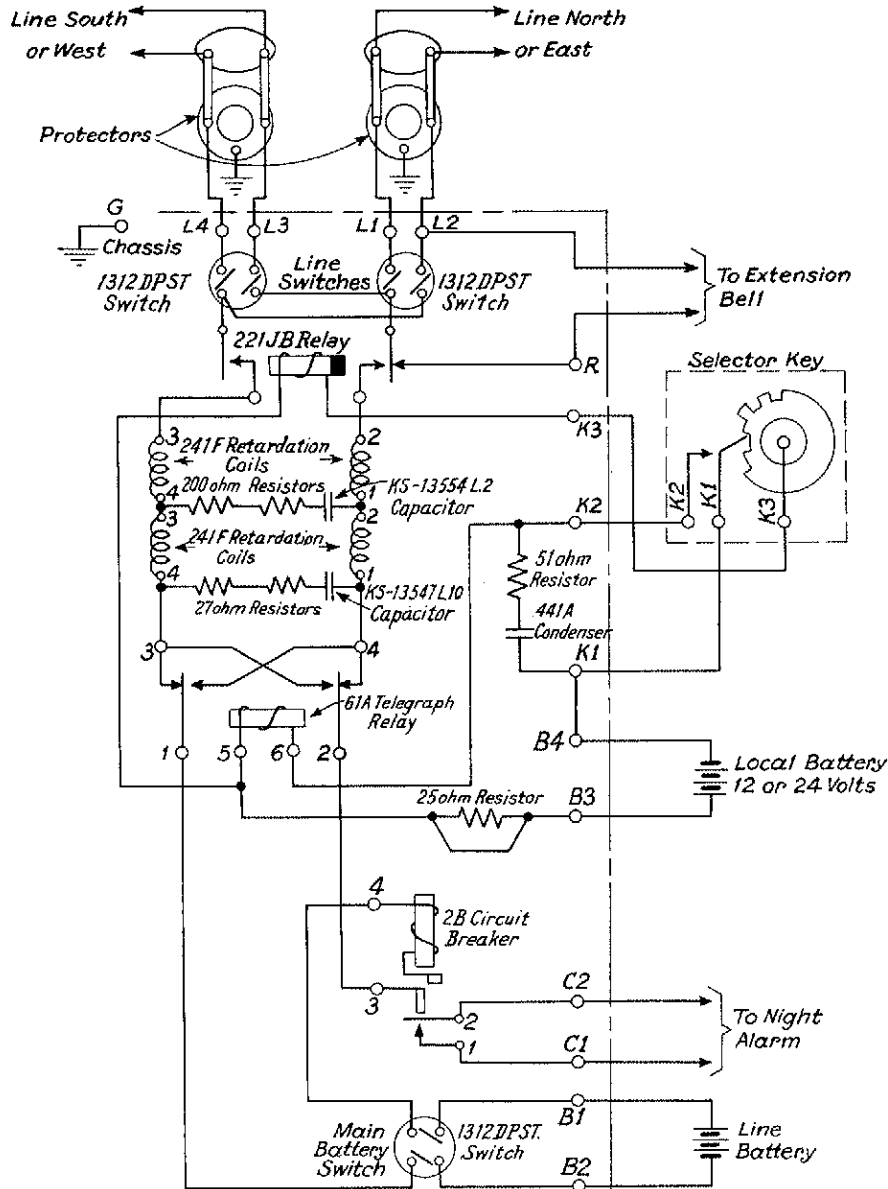 Line South
or West
Line North
or East
Protectors
G
Chassis
L4
L3
L1
L2
1312 DPST
Switch
Line
Switches
1312 DPST
Switch
To Extension
Bell
221JB Relay
R
Selector Key
K3
K2
K1
K3
3
2
241F Retardation
Coils
4
1
200 ohm Resistors
KS-13554 L.2
Capacitor
3
2
241F Retardation
Coils
4
1
27 ohm Resistors
KS-13547 L10
Capacitor
K2
51 ohm
Resistor
441A
Condenser
K1
3
4
61A Telegraph
Relay
1
5
6
2
B4
Local Battery
12 or 24 Volts
25 ohm Resistor
B3
4
2B Circuit
Breaker
3
2
1
C2
C1
To Night
Alarm
Main
Battery
Switch
1312 DPST.
Switch
B1
B2
Line
Battery